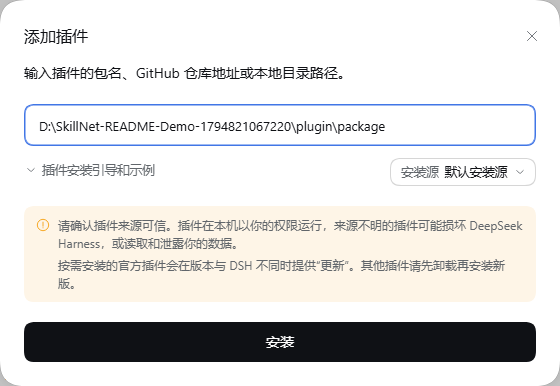 添加插件
输入插件的包名、GitHub 仓库地址或本地目录路径。
D:\SkillNet-README-Demo-1794821067220\plugin\package
插件安装引导和示例
安装源 默认安装源
请确认插件来源可信。插件在本机以你的权限运行，来源不明的插件可能损坏 DeepSeek
Harness，或读取和泄露你的数据。
按需安装的官方插件会在版本与 DSH 不同时提供“更新”。其他插件请先卸载再安装新
版。
安装